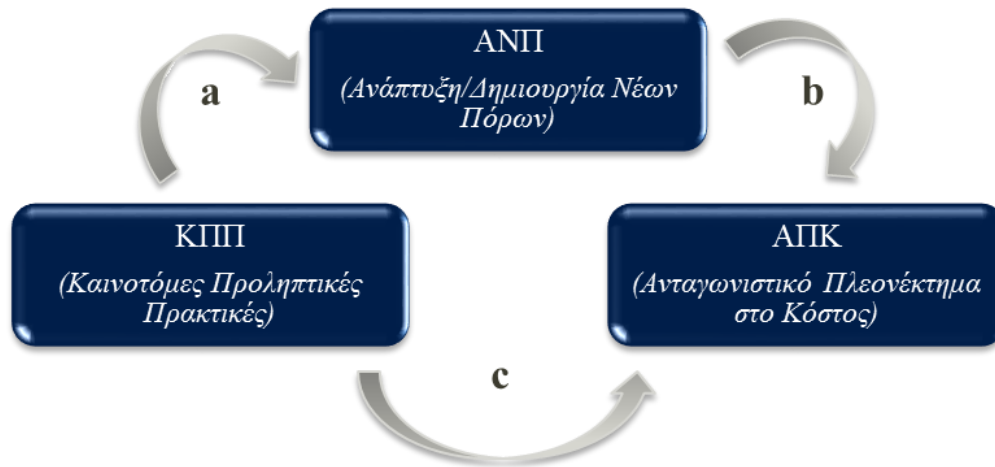 ΑΝΠ
(Ανάπτυξη/Δημιουργία Νέων
Πόρων)
a
b
ΚΠΠ
(Καινοτόμες Προληπτικές
Πρακτικές)
ΑΠΚ
(Ανταγωνιστικό Πλεονέκτημα
στο Κόστος)
c